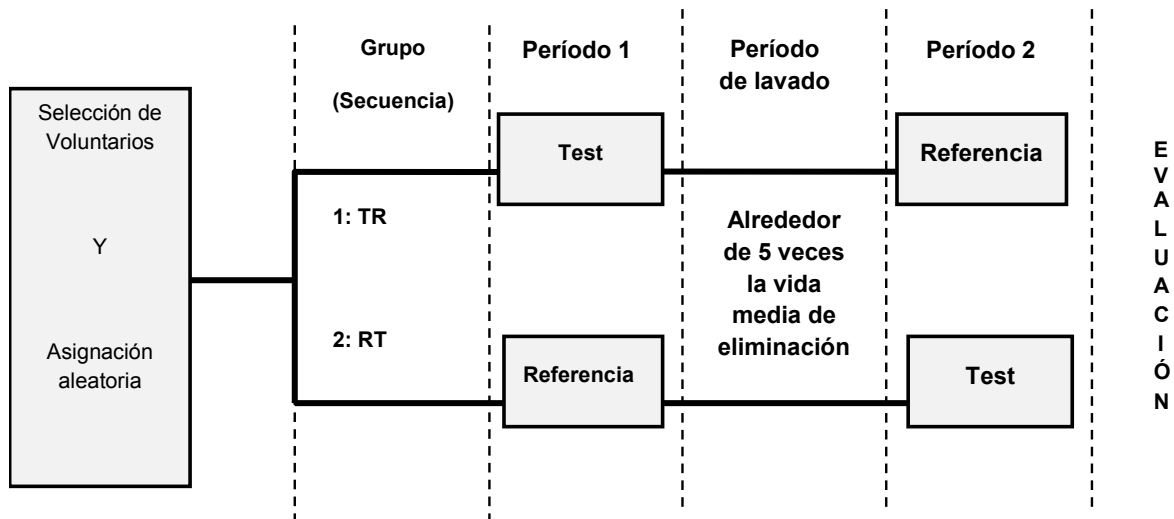 Selección de
Voluntarios
Y
Asignación
aleatoria
Grupo
(Secuencia)
1: TR
2: RT
Período 1
Test
Referencia
Período
de lavado
Alrededor
de 5 veces
la vida
media de
eliminación
Período 2
Referencia
Test
E
V
A
L
U
A
C
I
Ó
N